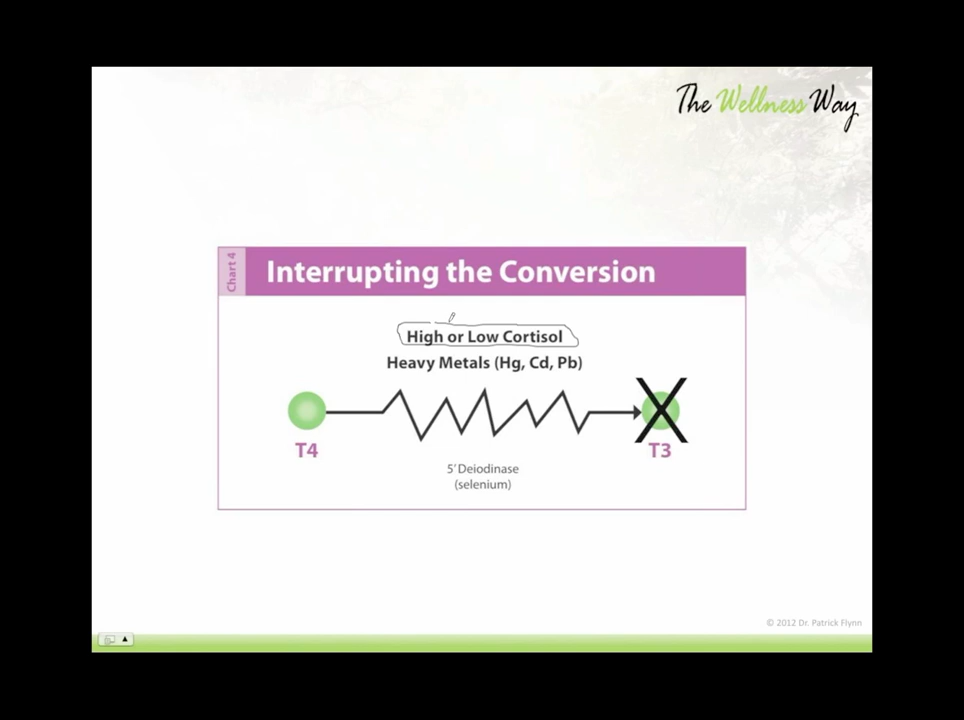 The Wellness Way
Chart 4
Interrupting the Conversion
High or Low Cortisol
Heavy Metals (Hg, Cd, Pb)
T4
T3
5' Deiodinase
(selenium)
© 2012 Dr. Patrick Flynn